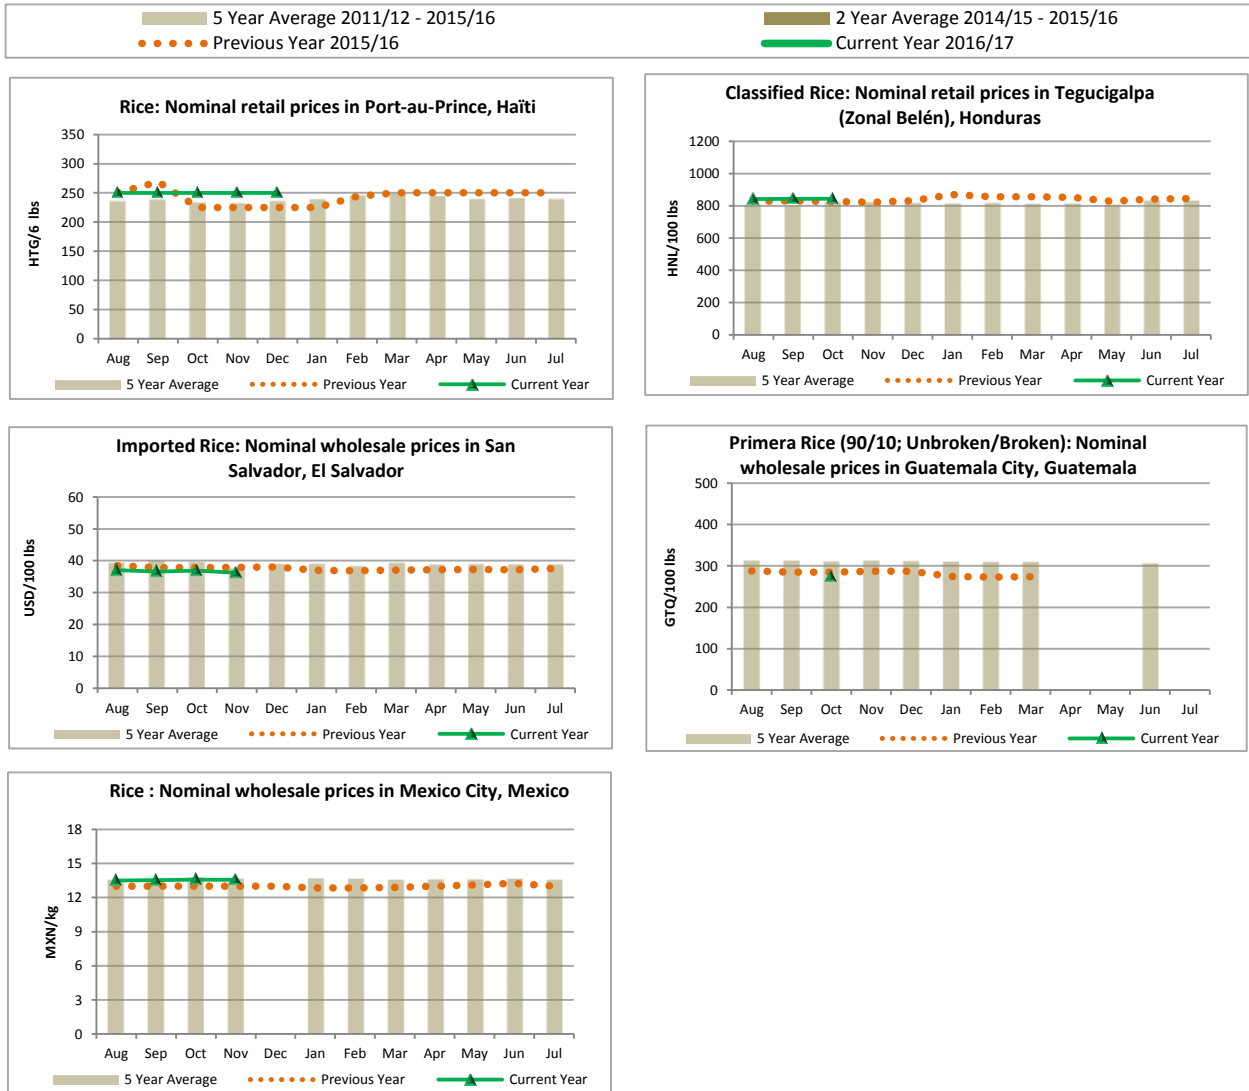 5 Year Average 2011/12 - 2015/16
2 Year Average 2014/15 - 2015/16
Previous Year 2015/16
Current Year 2016/17
Rice: Nominal retail prices in Port-au-Prince, Haïti
HTG/6 lbs
350
300
250
200
150
100
50
0
Aug Sep Oct Nov Dec Jan Feb Mar Apr May Jun Jul
5 Year Average Previous Year Current Year
Classified Rice: Nominal retail prices in Tegucigalpa
(Zonal Belén), Honduras
HNL/100 lbs
1200
1000
800
600
400
200
0
Aug Sep Oct Nov Dec Jan Feb Mar Apr May Jun Jul
5 Year Average Previous Year Current Year
Imported Rice: Nominal wholesale prices in San
Salvador, El Salvador
USD/100 lbs
60
50
40
30
20
10
0
Aug Sep Oct Nov Dec Jan Feb Mar Apr May Jun Jul
5 Year Average Previous Year Current Year
Primera Rice (90/10; Unbroken/Broken): Nominal
wholesale prices in Guatemala City, Guatemala
GTQ/100 lbs
500
400
300
200
100
0
Aug Sep Oct Nov Dec Jan Feb Mar Apr May Jun Jul
5 Year Average Previous Year Current Year
Rice : Nominal wholesale prices in Mexico City, Mexico
MXN/kg
18
15
12
9
6
3
0
Aug Sep Oct Nov Dec Jan Feb Mar Apr May Jun Jul
5 Year Average Previous Year Current Year